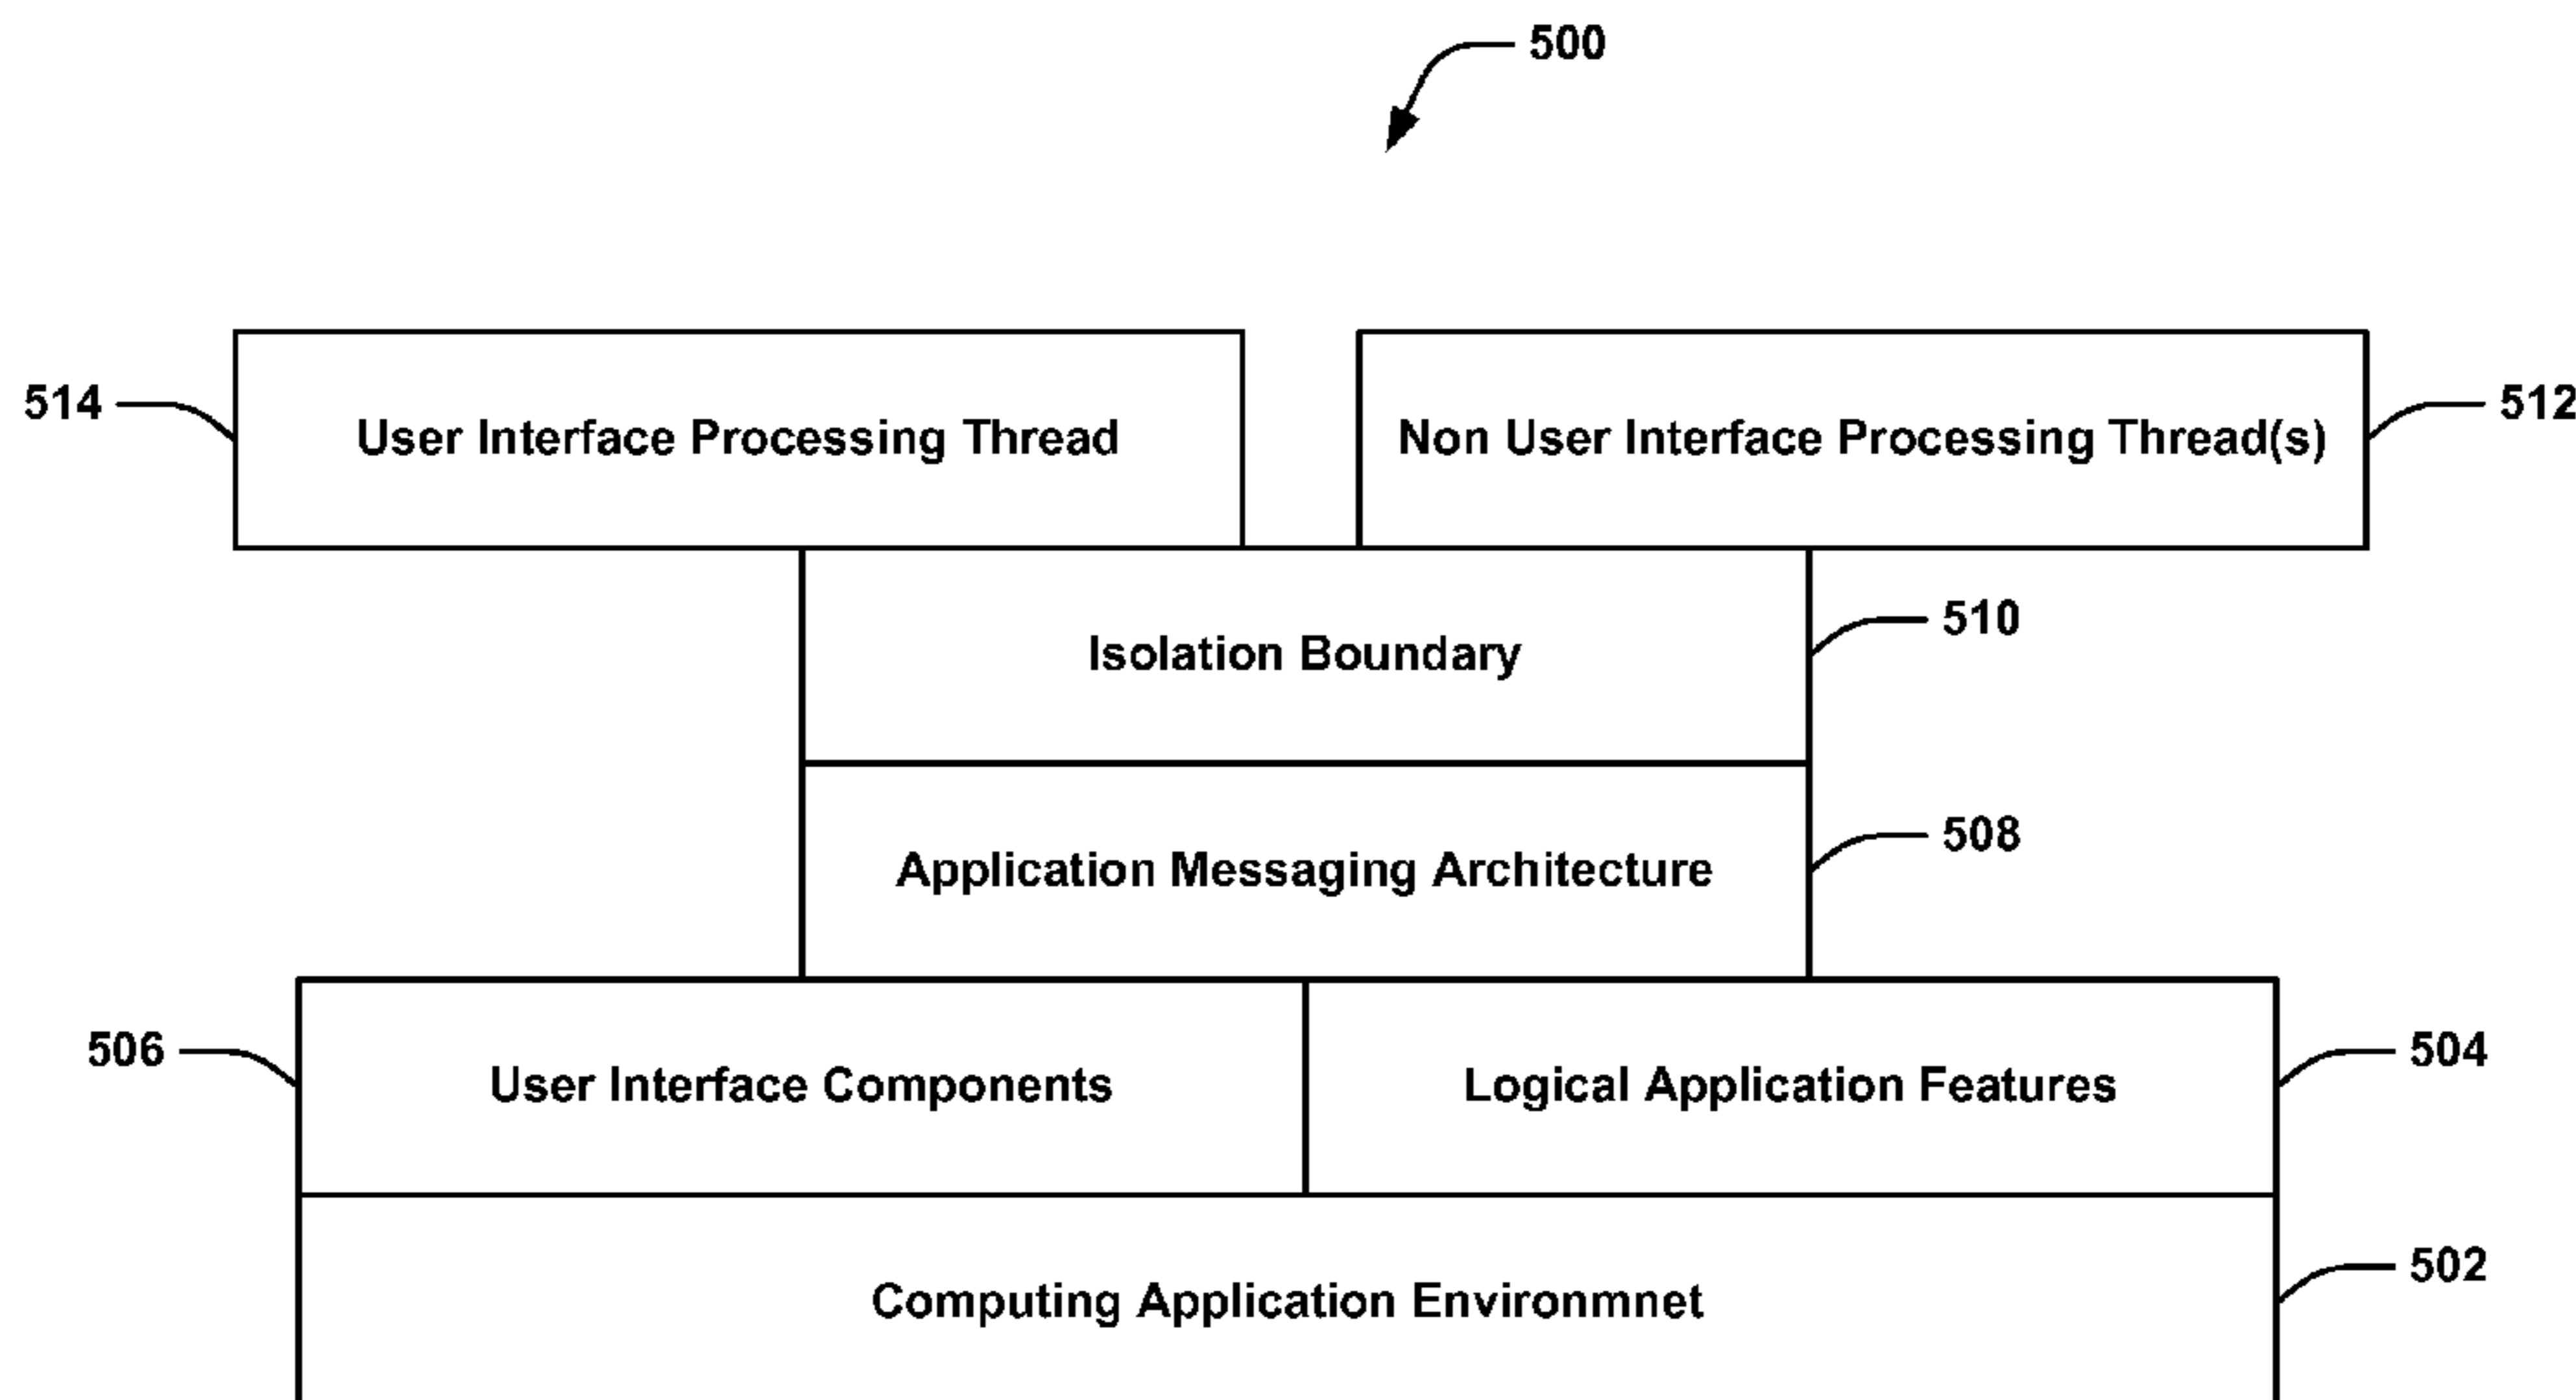 500
514
User Interface Processing Thread
Non User Interface Processing Thread(s)
512
Isolation Boundary
510
Application Messaging Architecture
508
506
User Interface Components
Logical Application Features
504
Computing Application Environmnet
502